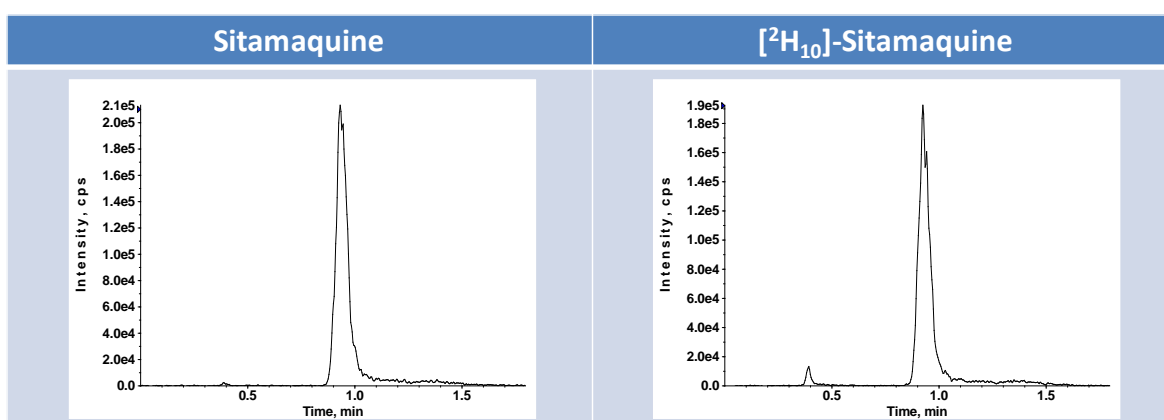 Sitamaquine
[²H₁₀]-Sitamaquine
2.1e5
2.0e5
1.8e5
1.6e5
1.4e5
1.2e5
1.0e5
8.0e4
6.0e4
4.0e4
2.0e4
0.0
Intensity, cps
0.5
1.0
1.5
Time, min
1.9e5
1.8e5
1.6e5
1.4e5
1.2e5
1.0e5
8.0e4
6.0e4
4.0e4
2.0e4
0.0
Intensity, cps
0.5
1.0
1.5
Time, min